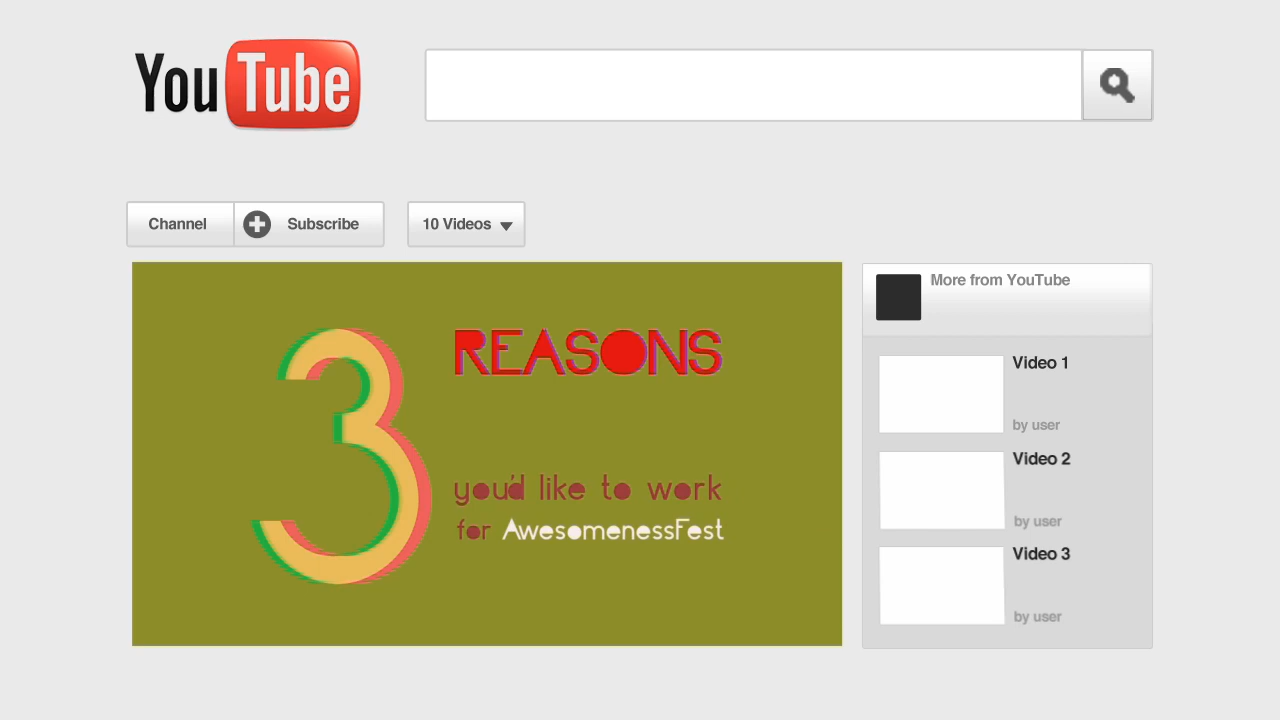 YouTube
Channel
Subscribe
10 Videos
3
REASONS
you'd like to work
for AwesomenessFest
More from YouTube
Video 1
by user
Video 2
by user
Video 3
by user